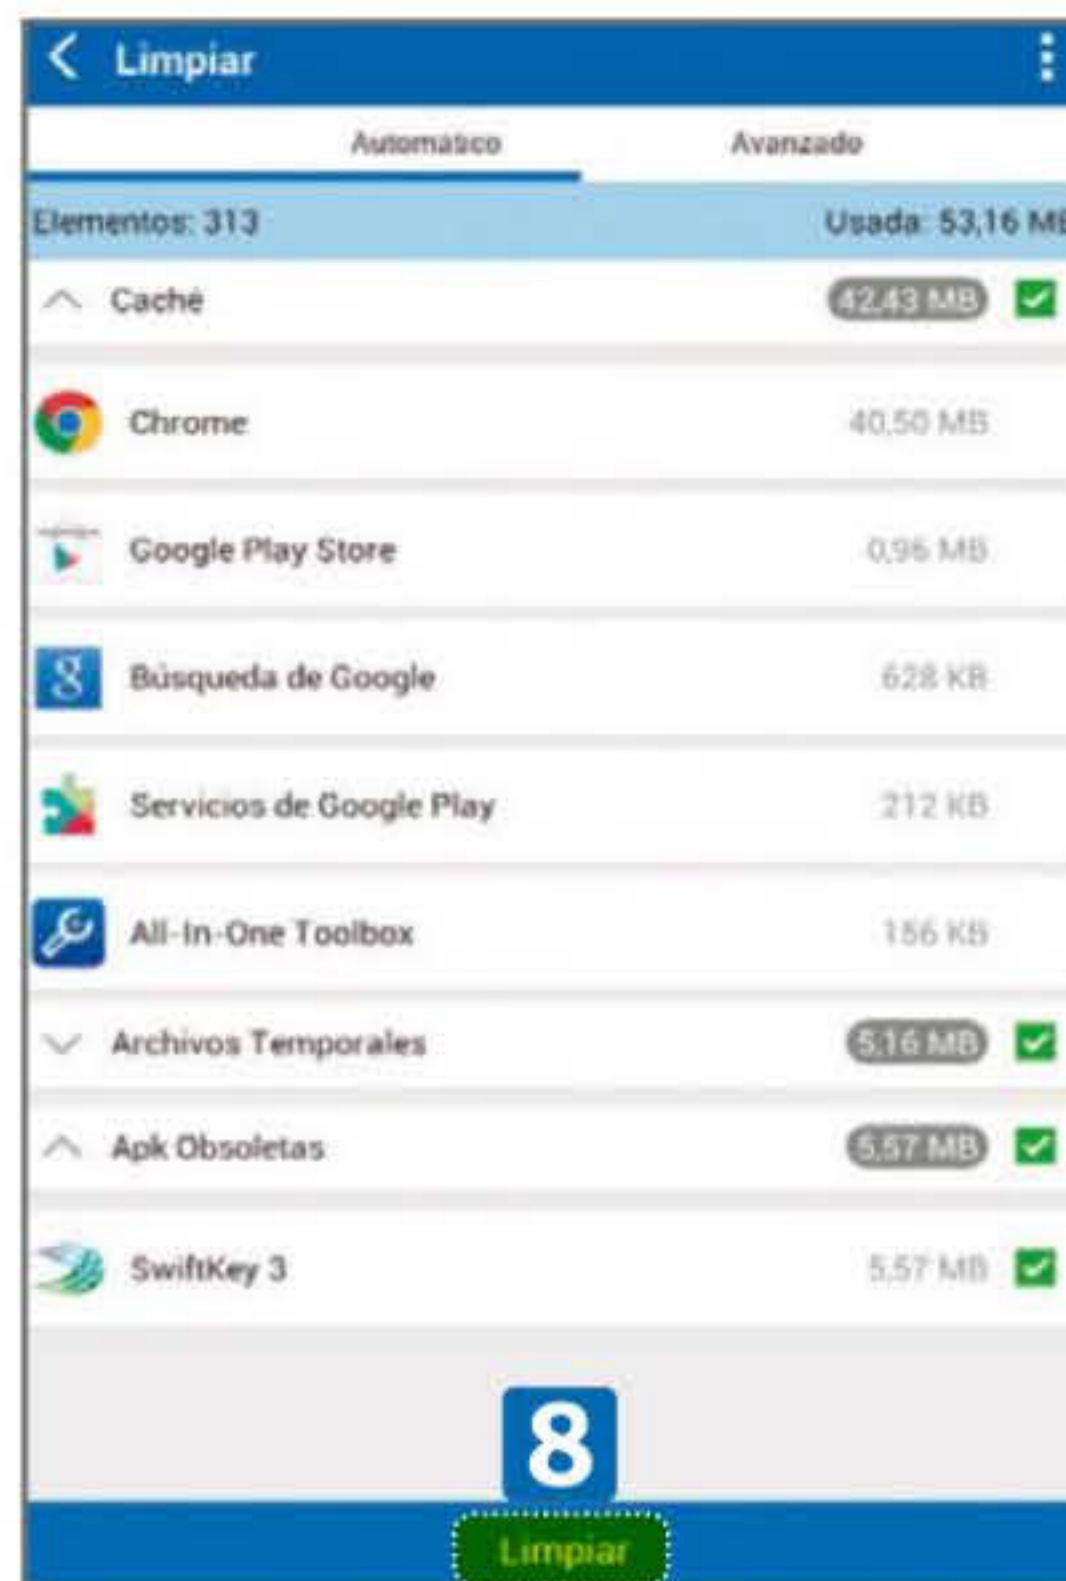 Limpiar
Automático Avanzado
Elementos: 313 Usada: 53,16 MB
Caché 42,43 MB
Chrome 40,50 MB
Google Play Store 0,96 MB
Búsqueda de Google 628 KB
Servicios de Google Play 212 KB
All-In-One Toolbox 156 KB
Archivos Temporales 5,16 MB
Apk Obsoletas 5,57 MB
SwiftKey 3 5,57 MB
8
Limpiar